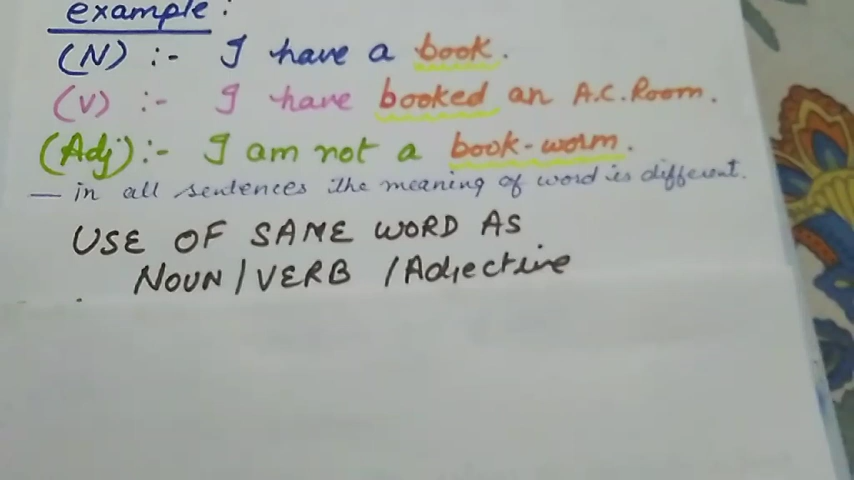 example:
(N) :- I have a book.
(V) :- I have booked an A.C. Room.
(Adj) :- I am not a book-worm.
— in all sentences the meaning of word is different.
USE OF SAME WORD AS
NOUN / VERB / Adjective